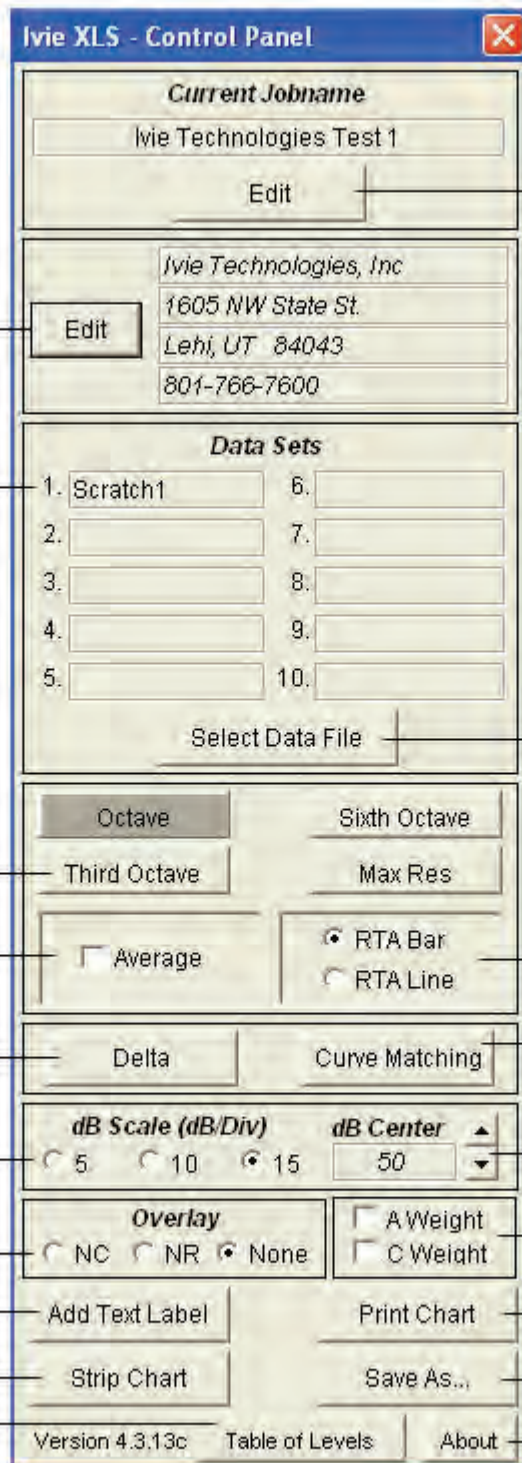 Ivie XLS - Control Panel
Current Jobname
Ivie Technologies Test 1
Edit
Edit
Ivie Technologies, Inc
1605 NW State St.
Lehi, UT 84043
801-766-7600
Data Sets
1. Scratch1 6.
2. 7.
3. 8.
4. 9.
5. 10.
Select Data File
Octave Sixth Octave
Third Octave Max Res
Average
RTA Bar
RTA Line
Delta Curve Matching
dB Scale (dB/Div) dB Center
5 10 15 50
Overlay
NC NR None
A Weight
C Weight
Add Text Label Print Chart
Strip Chart Save As...
Version 4.3.13c Table of Levels About